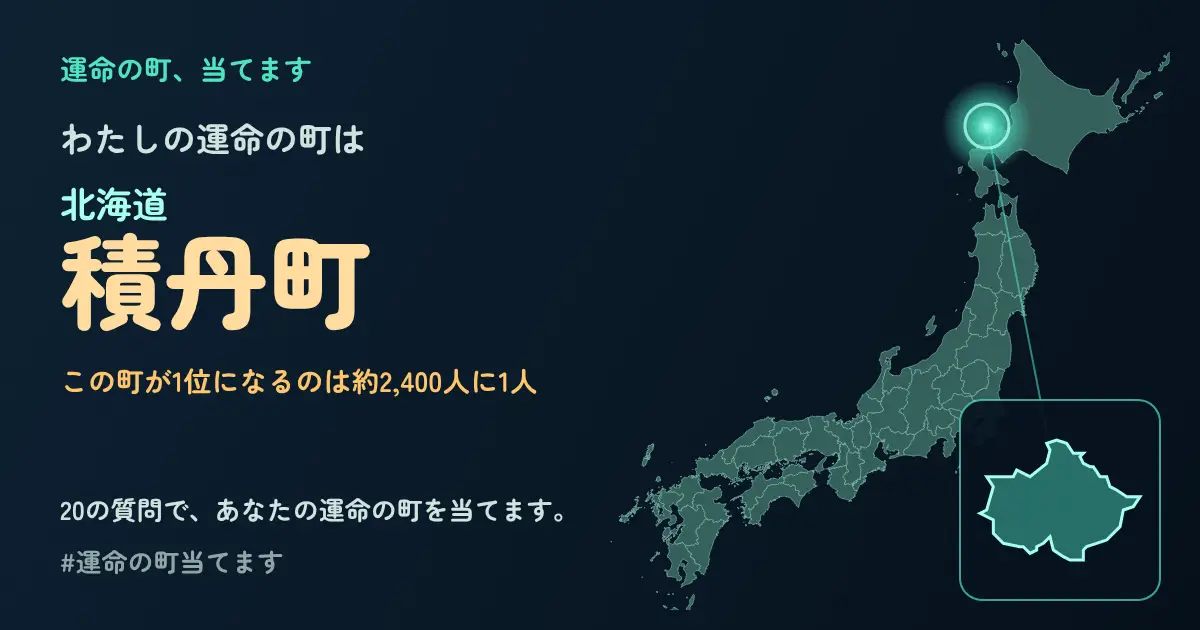 運命の町、当てます
わたしの運命の町は
北海道
積丹町
この町が1位になるのは約2,400人に1人
20の質問で、あなたの運命の町を当てます。
#運命の町当てます